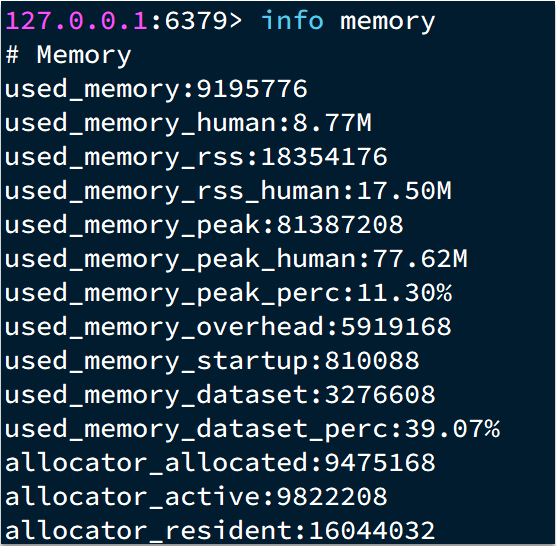 127.0.0.1:6379> info memory
# Memory
used_memory:9195776
used_memory_human:8.77M
used_memory_rss:18354176
used_memory_rss_human:17.50M
used_memory_peak:81387208
used_memory_peak_human:77.62M
used_memory_peak_perc:11.30%
used_memory_overhead:5919168
used_memory_startup:810088
used_memory_dataset:3276608
used_memory_dataset_perc:39.07%
allocator_allocated:9475168
allocator_active:9822208
allocator_resident:16044032